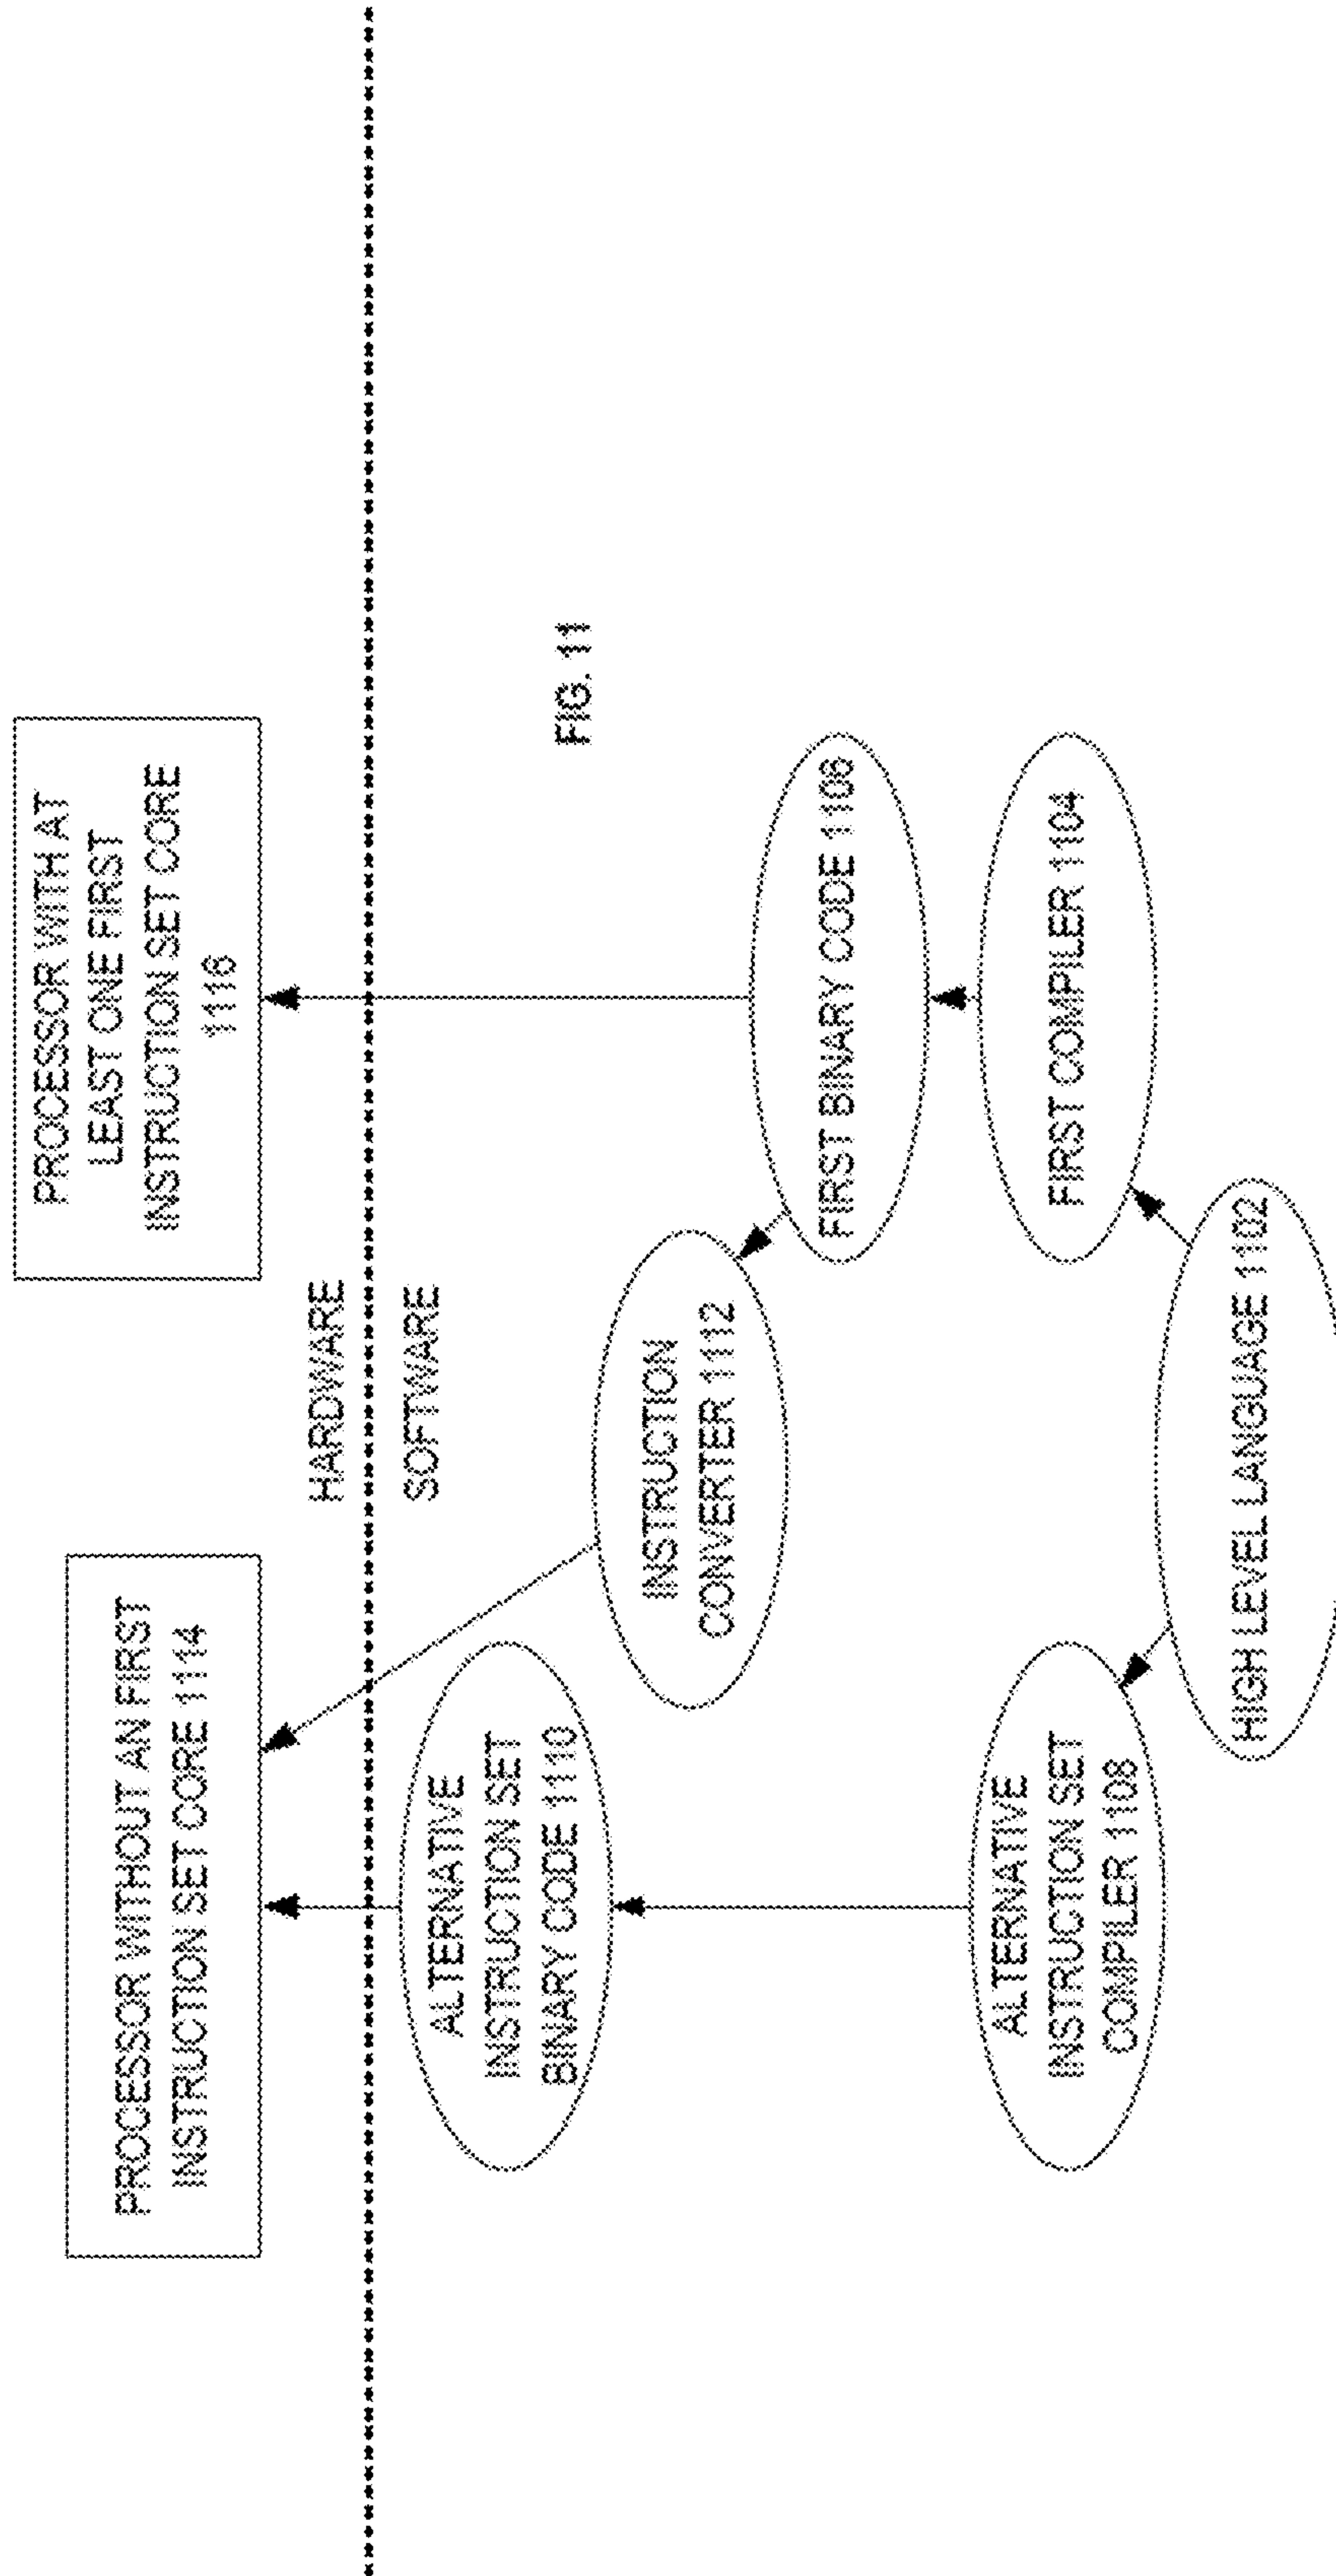 PROCESSOR WITHOUT AN FIRST
INSTRUCTION SET CORE 1114
PROCESSOR WITH AT
LEAST ONE FIRST
INSTRUCTION SET CORE
1116
HARDWARE
SOFTWARE
ALTERNATIVE
INSTRUCTION SET
BINARY CODE 1110
FIG. 11
INSTRUCTION
CONVERTER 1112
FIRST BINARY CODE 1106
ALTERNATIVE
INSTRUCTION SET
COMPILER 1108
FIRST COMPILER 1104
HIGH LEVEL LANGUAGE 1102